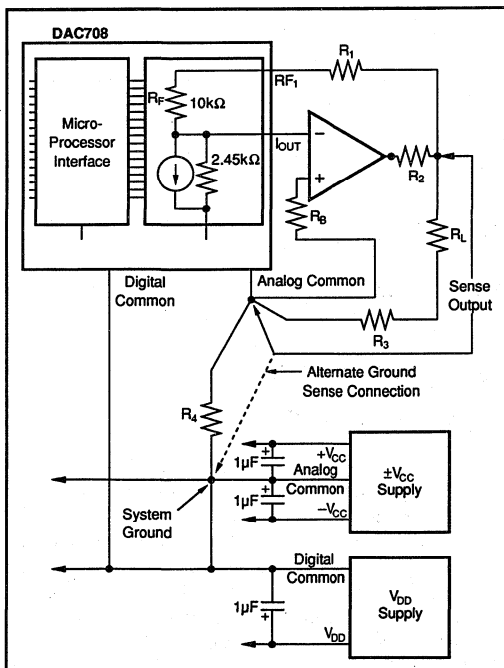 DAC708
Micro-
Processor
Interface
RF
10kΩ
2.45kΩ
RF1
R1
IOUT
−
+
R2
RB
RL
Sense
Output
Digital
Common
Analog Common
R3
Alternate Ground
Sense Connection
R4
+VCC
+
1µF
Analog
Common
+
1µF
−VCC
±VCC
Supply
System
Ground
Digital
Common
1µF
+
VDD
VDD
Supply